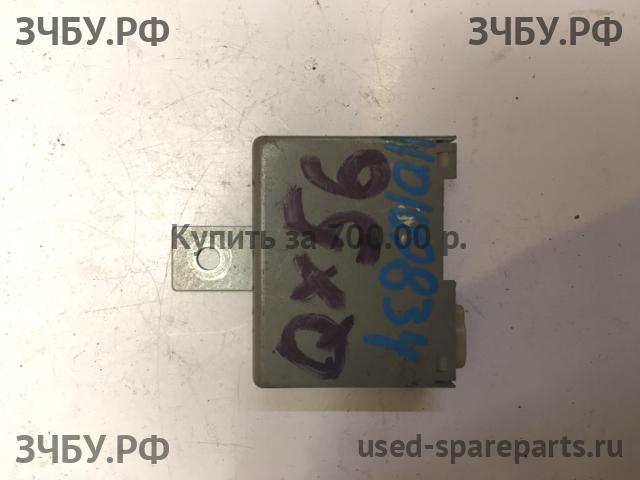 ЗЧБУ.РФ ЗЧБУ.РФ
QX56
Купить за 700.00 р.
ЗЧБУ.РФ used-spareparts.ru